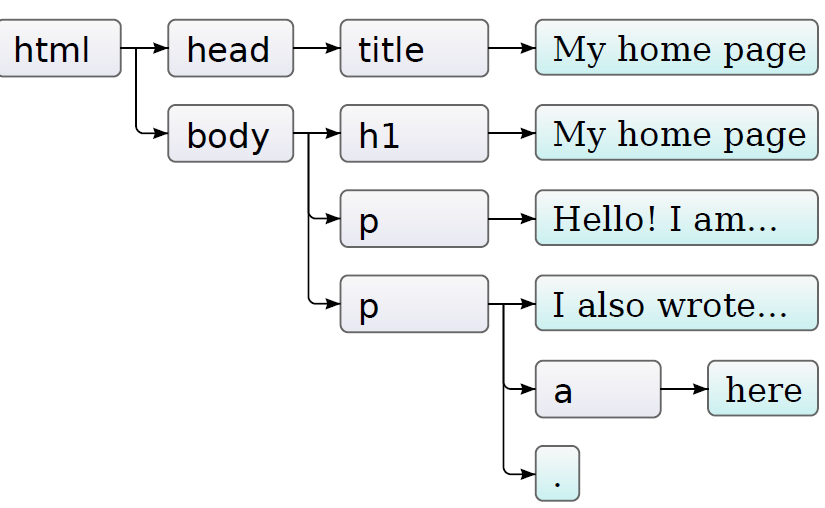 html head title My home page
body h1 My home page
p Hello! I am...
p I also wrote...
a here
.